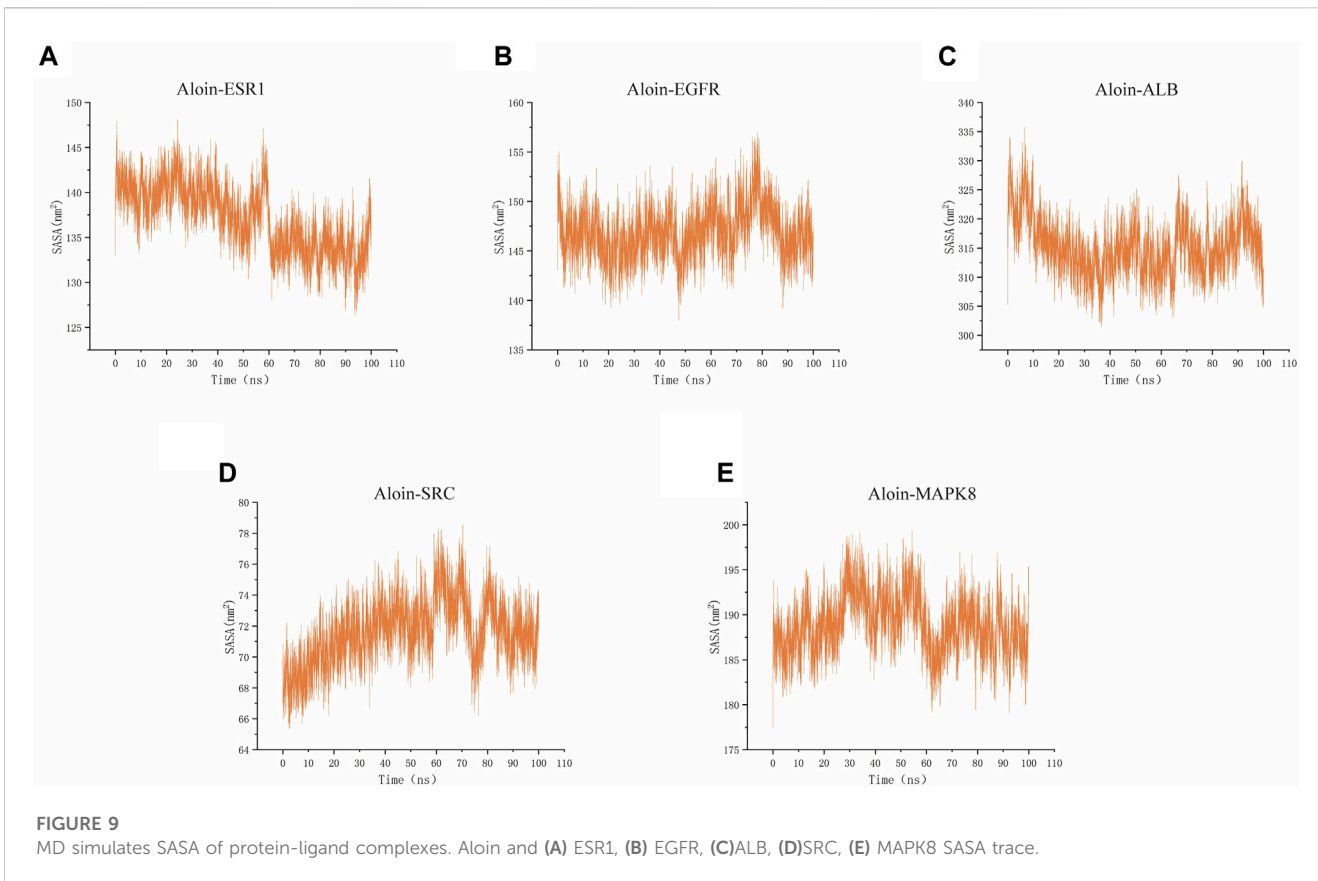 A
B
C
Aloin-ESR1
Aloin-EGFR
Aloin-ALB
150
145
140
135
130
125
SASA(nm²)
0 10 20 30 40 50 60 70 80 90 100 110
Time (ns)
160
155
150
145
140
135
SASA(nm²)
0 10 20 30 40 50 60 70 80 90 100 110
Time (ns)
340
335
330
325
320
315
310
305
300
SASA(nm²)
0 10 20 30 40 50 60 70 80 90 100 110
Time (ns)
D
E
Aloin-SRC
Aloin-MAPK8
80
78
76
74
72
70
68
66
64
SASA(nm²)
0 10 20 30 40 50 60 70 80 90 100 110
Time (ns)
200
195
190
185
180
175
SASA(nm²)
0 10 20 30 40 50 60 70 80 90 100 110
Time (ns)
FIGURE 9
MD simulates SASA of protein-ligand complexes. Aloin and (A) ESR1, (B) EGFR, (C)ALB, (D)SRC, (E) MAPK8 SASA trace.